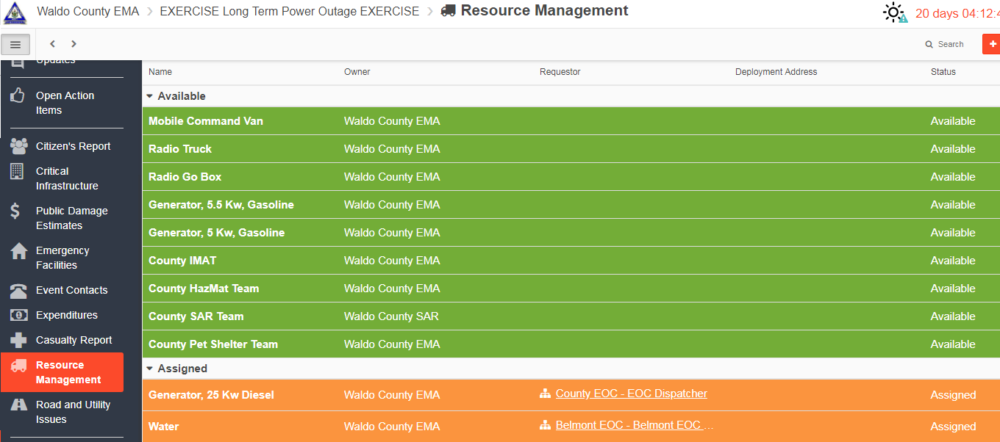 Waldo County EMA > EXERCISE Long Term Power Outage EXERCISE > Resource Management
20 days 04:12:4
Search
Updates
Open Action
Items
Citizen's Report
Critical
Infrastructure
Public Damage
Estimates
Emergency
Facilities
Event Contacts
Expenditures
Casualty Report
Resource
Management
Road and Utility
Issues
Name Owner Requestor Deployment Address Status
Available
Mobile Command Van Waldo County EMA Available
Radio Truck Waldo County EMA Available
Radio Go Box Waldo County EMA Available
Generator, 5.5 Kw, Gasoline Waldo County EMA Available
Generator, 5 Kw, Gasoline Waldo County EMA Available
County IMAT Waldo County EMA Available
County HazMat Team Waldo County EMA Available
County SAR Team Waldo County SAR Available
County Pet Shelter Team Waldo County EMA Available
Assigned
Generator, 25 Kw Diesel Waldo County EMA County EOC - EOC Dispatcher Assigned
Water Waldo County EMA Belmont EOC - Belmont EOC ... Assigned